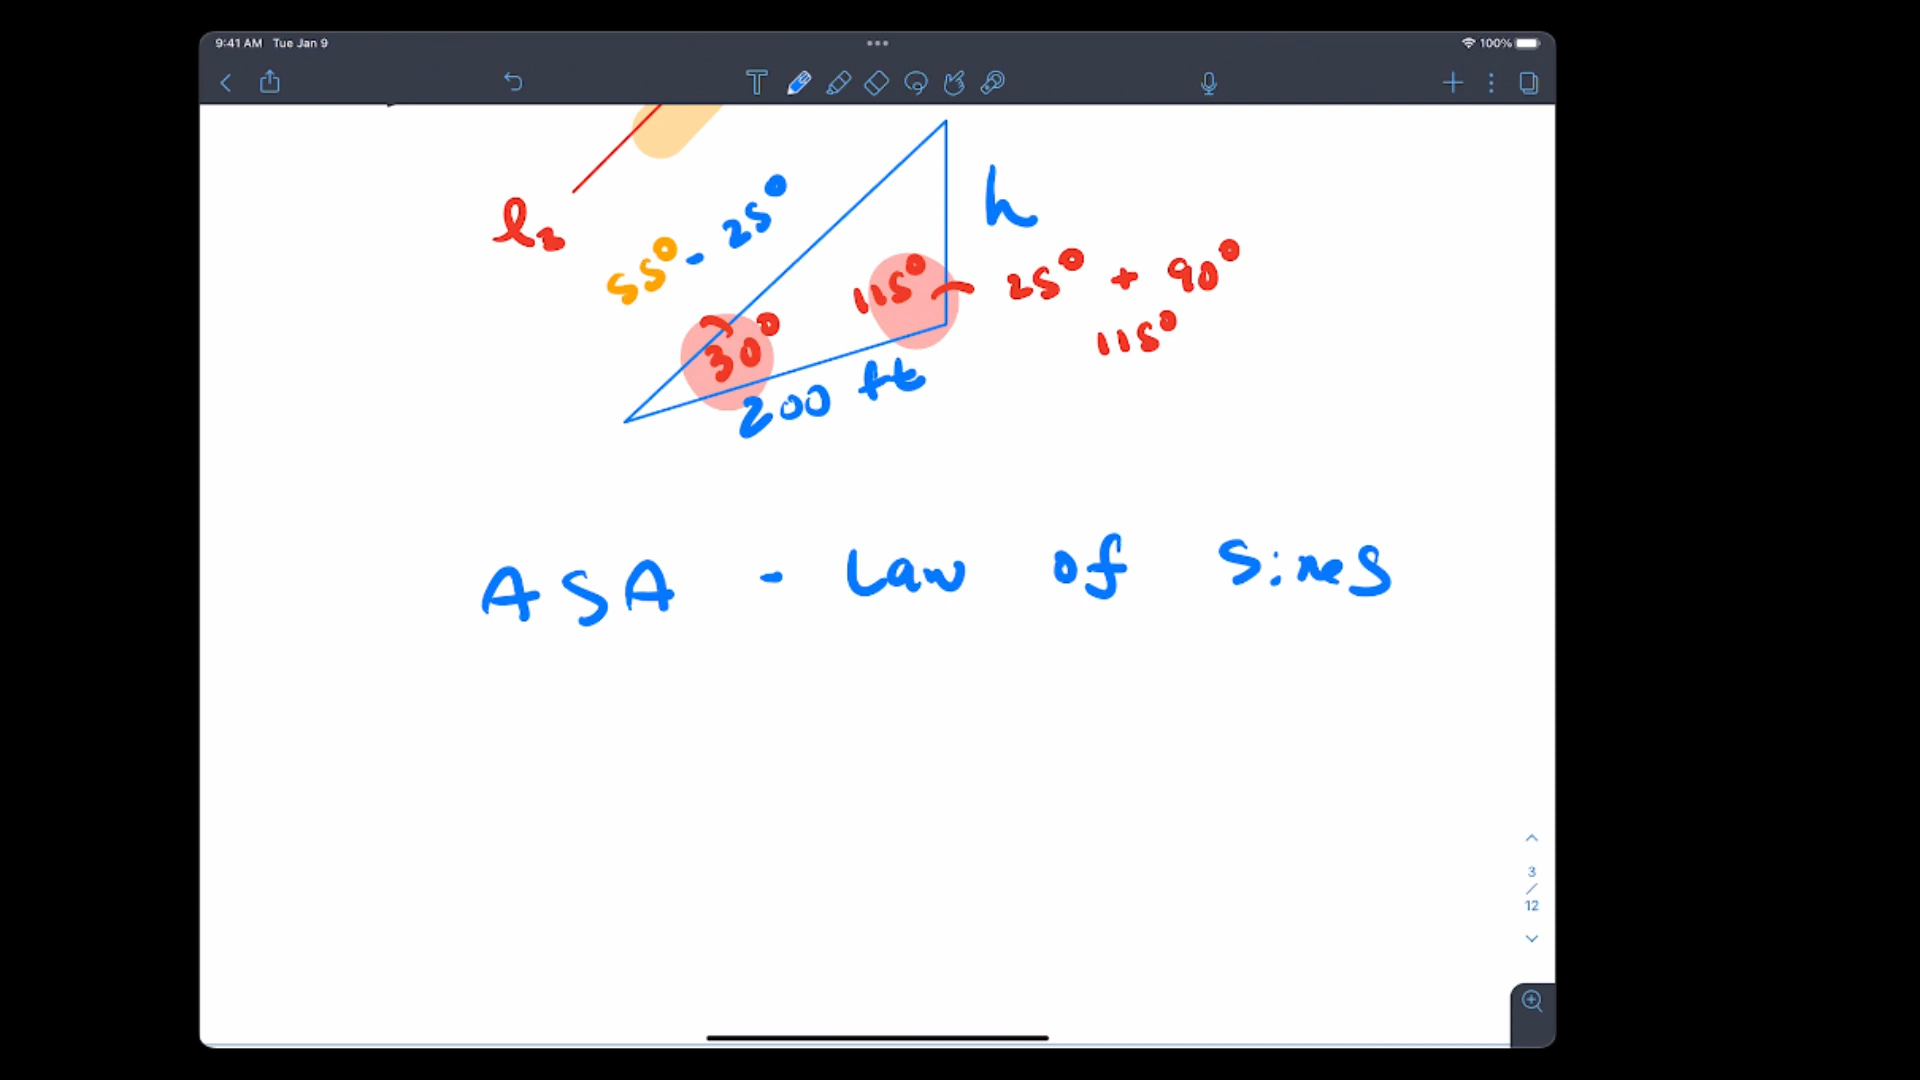 9:41 AM Tue Jan 9
100%
T
h
l₂
55° - 25°
115°
25° + 90°
115°
30°
200 ft
ASA - Law of Sines
3
/
12